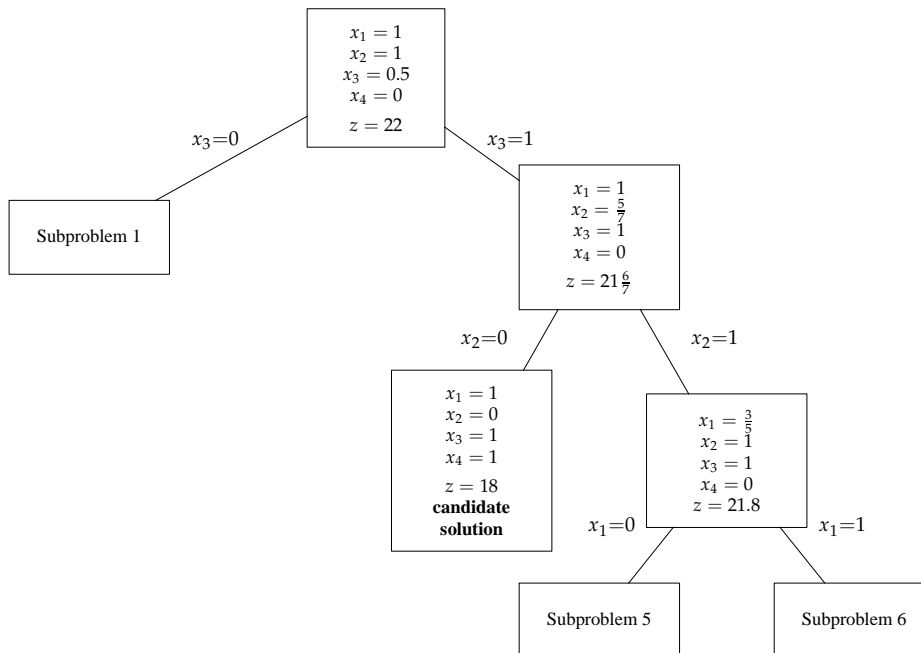 x₁ = 1
x₂ = 1
x₃ = 0.5
x₄ = 0
z = 22
x₃=0
x₃=1
Subproblem 1
x₁ = 1
x₂ = 5/7
x₃ = 1
x₄ = 0
z = 21 6/7
x₂=0
x₂=1
x₁ = 1
x₂ = 0
x₃ = 1
x₄ = 1
z = 18
candidate
solution
x₁ = 3/5
x₂ = 1
x₃ = 1
x₄ = 0
z = 21.8
x₁=0
x₁=1
Subproblem 5
Subproblem 6